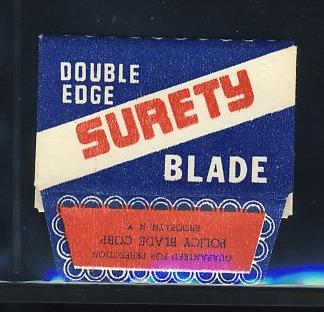 DOUBLE
EDGE
SURETY
BLADE
GUARANTEED FOR PERFECTION
POLICY BLADE CORP
BROOKLYN, N. Y.